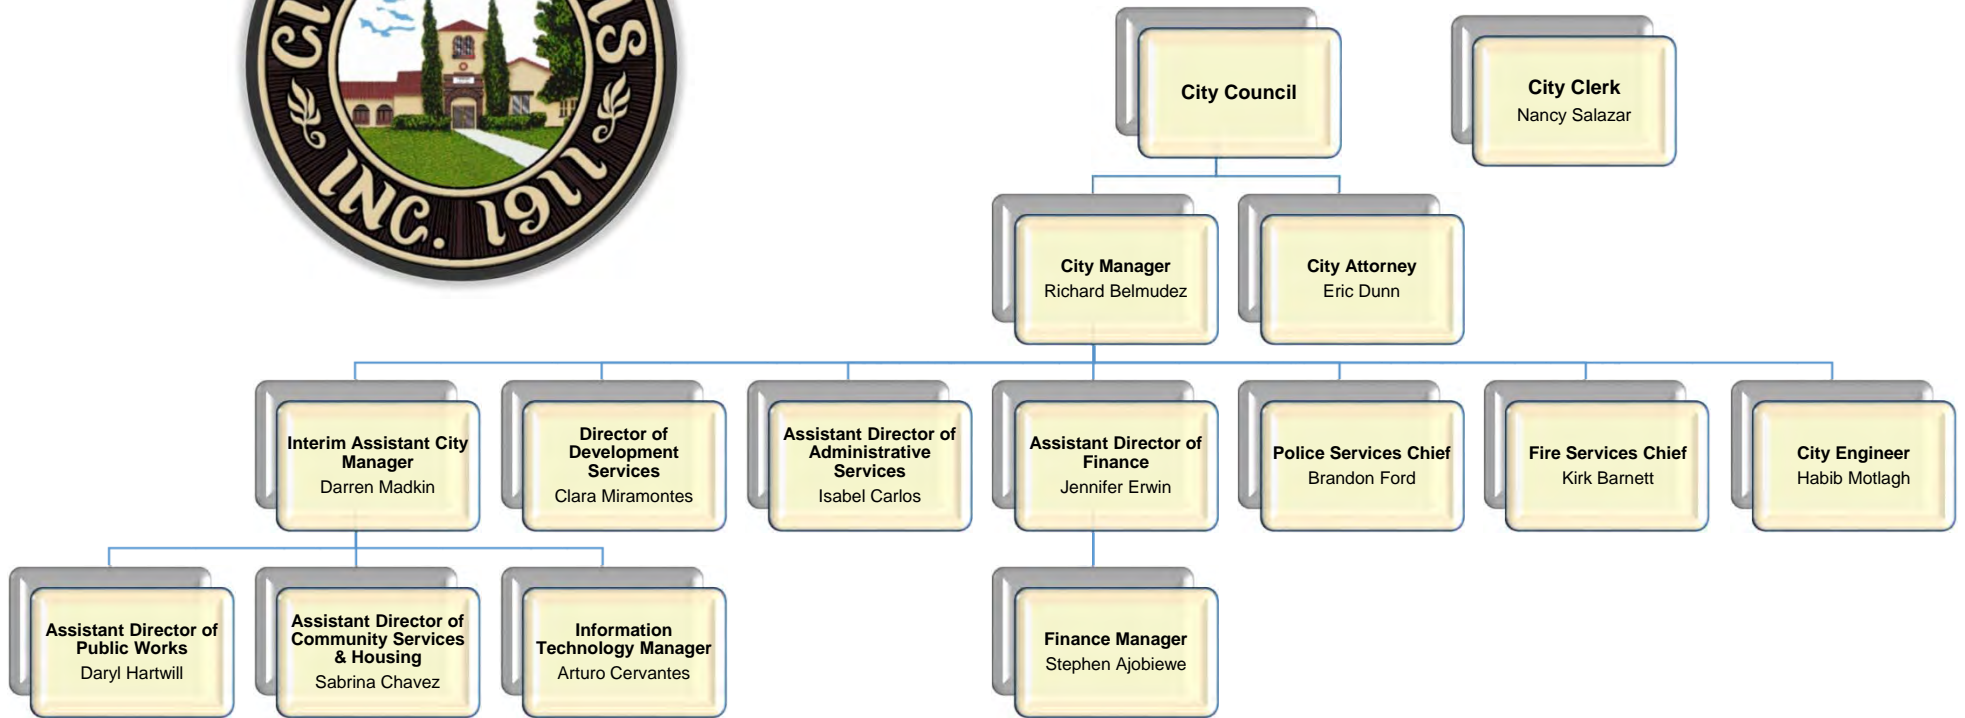 CI
IS
INC. 1911
City Council
City Clerk
Nancy Salazar
City Manager
Richard Belmudez
City Attorney
Eric Dunn
Interim Assistant City
Manager
Darren Madkin
Director of
Development
Services
Clara Miramontes
Assistant Director of
Administrative
Services
Isabel Carlos
Assistant Director of
Finance
Jennifer Erwin
Police Services Chief
Brandon Ford
Fire Services Chief
Kirk Barnett
City Engineer
Habib Motlagh
Assistant Director of
Public Works
Daryl Hartwill
Assistant Director of
Community Services
& Housing
Sabrina Chavez
Information
Technology Manager
Arturo Cervantes
Finance Manager
Stephen Ajobiewe